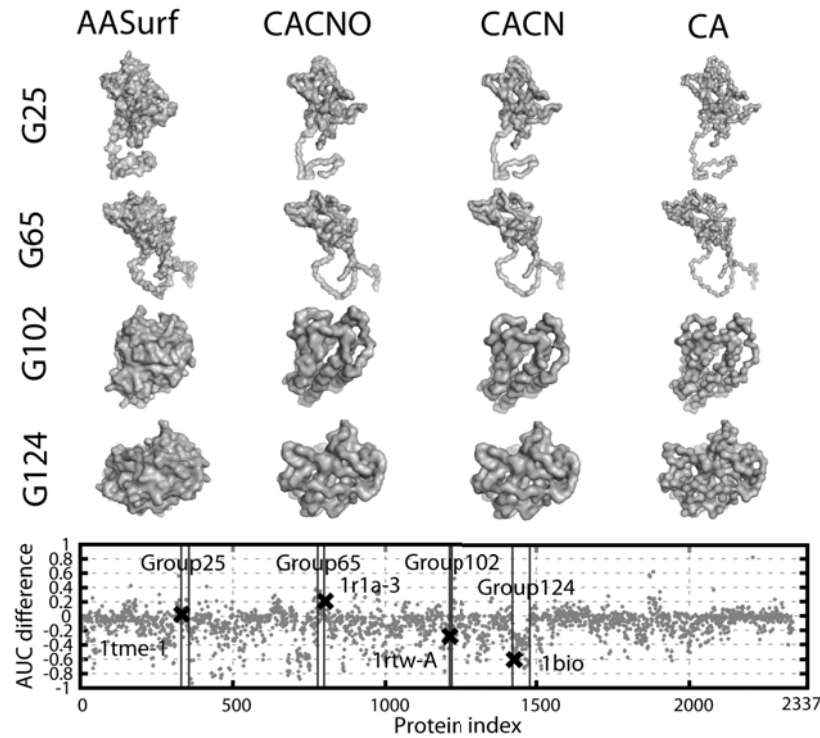 AASurf CACNO CACN CA
G25
G65
G102
G124
1
0.8
0.6
0.4
0.2
0
-0.2
-0.4
-0.6
-0.8
-1
AUC difference
Group25 Group65 Group102
Group124
1r1a-3
1tme-1 1rtw-A 1bio
0 500 1000 1500 2000 2337
Protein index